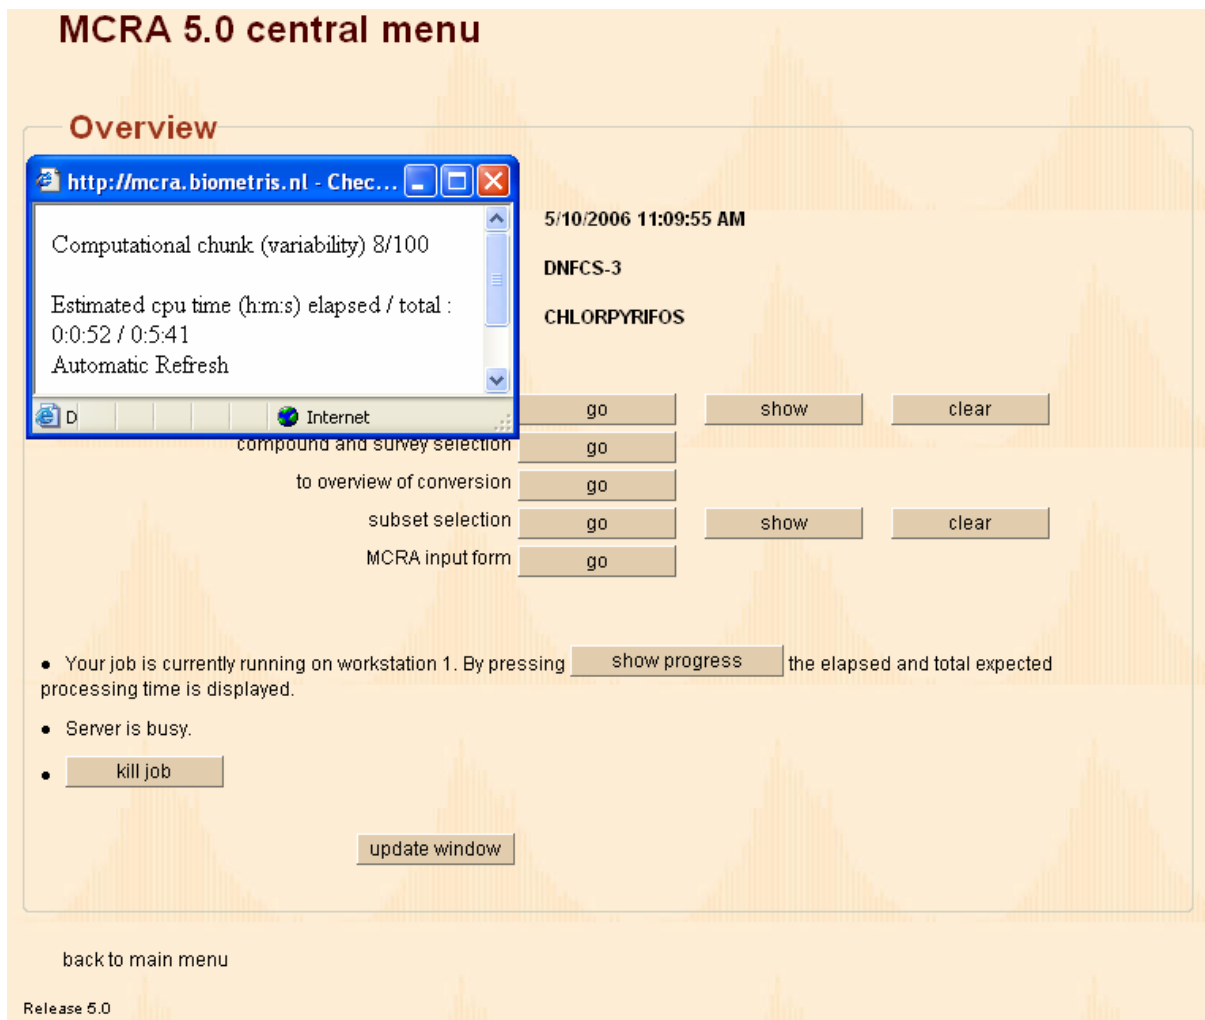 MCRA 5.0 central menu
Overview
http://mcra.biometris.nl - Chec...
Computational chunk (variability) 8/100
Estimated cpu time (h:m:s) elapsed / total :
0:0:52 / 0:5:41
Automatic Refresh
D Internet
5/10/2006 11:09:55 AM
DNFCS-3
CHLORPYRIFOS
go show clear
compound and survey selection go
to overview of conversion go
subset selection go show clear
MCRA input form go
● Your job is currently running on workstation 1. By pressing show progress the elapsed and total expected
processing time is displayed.
● Server is busy.
● kill job
update window
back to main menu
Release 5.0